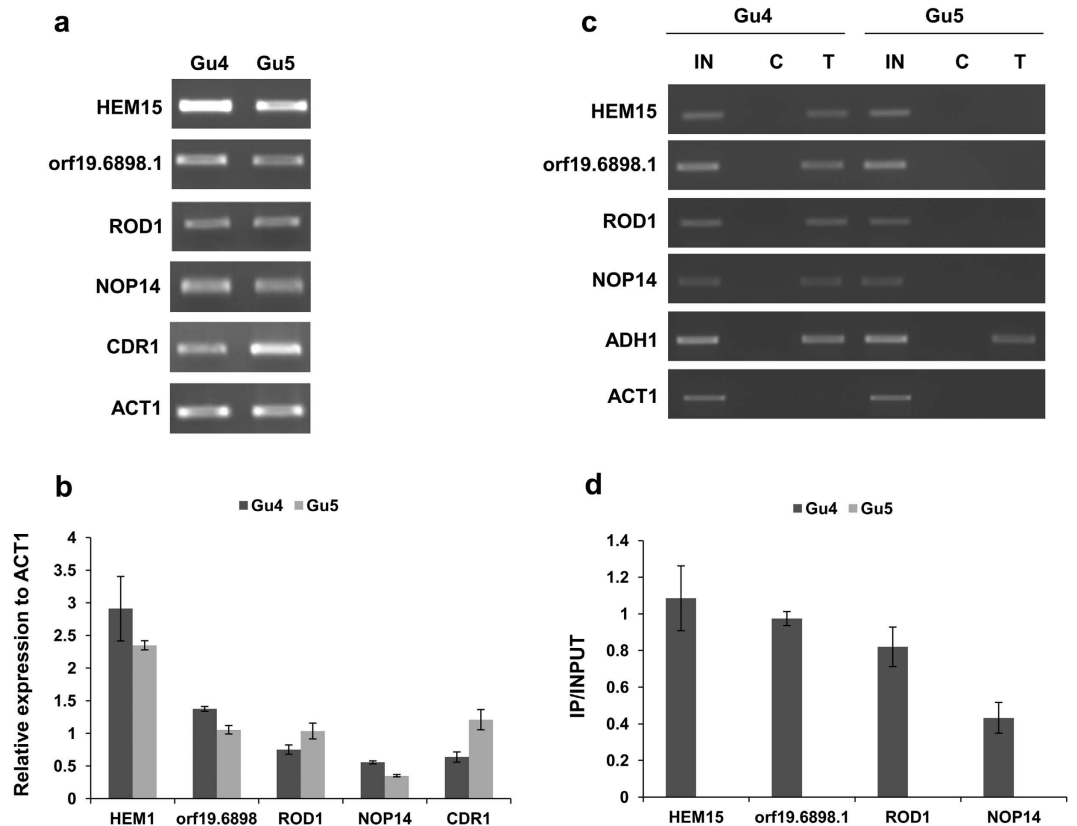 a
Gu4 Gu5
HEM15
orf19.6898.1
ROD1
NOP14
CDR1
ACT1
c
Gu4 Gu5
IN C T IN C T
HEM15
orf19.6898.1
ROD1
NOP14
ADH1
ACT1
b
Gu4 Gu5
Relative expression to ACT1
4
3.5
3
2.5
2
1.5
1
0.5
0
HEM1 orf19.6898 ROD1 NOP14 CDR1
d
Gu4 Gu5
IP/INPUT
1.4
1.2
1
0.8
0.6
0.4
0.2
0
HEM15 orf19.6898.1 ROD1 NOP14